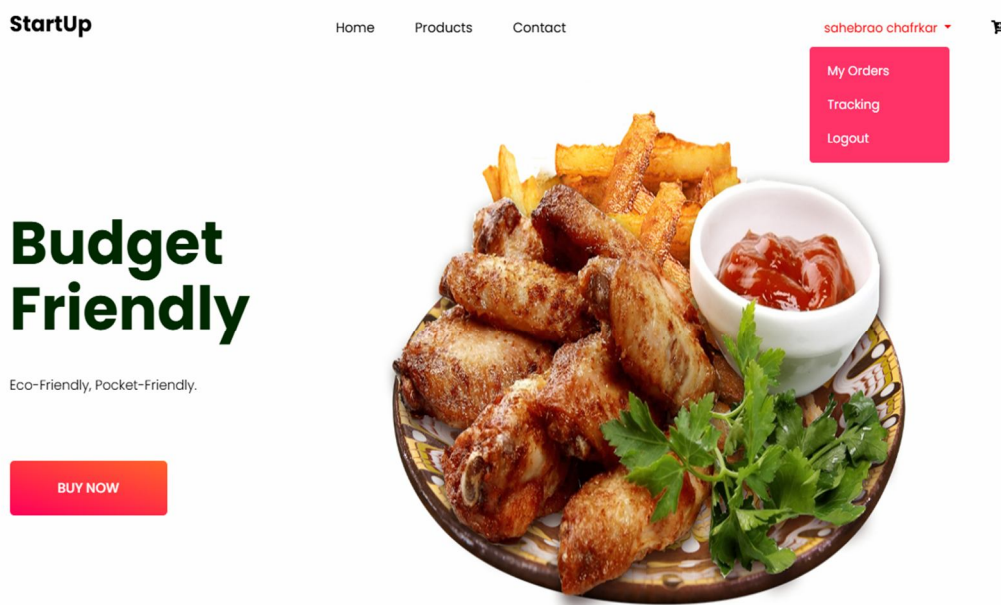 StartUp
Home
Products
Contact
sahebrao chafrkar
My Orders
Tracking
Logout
Budget
Friendly
Eco-Friendly, Pocket-Friendly.
BUY NOW